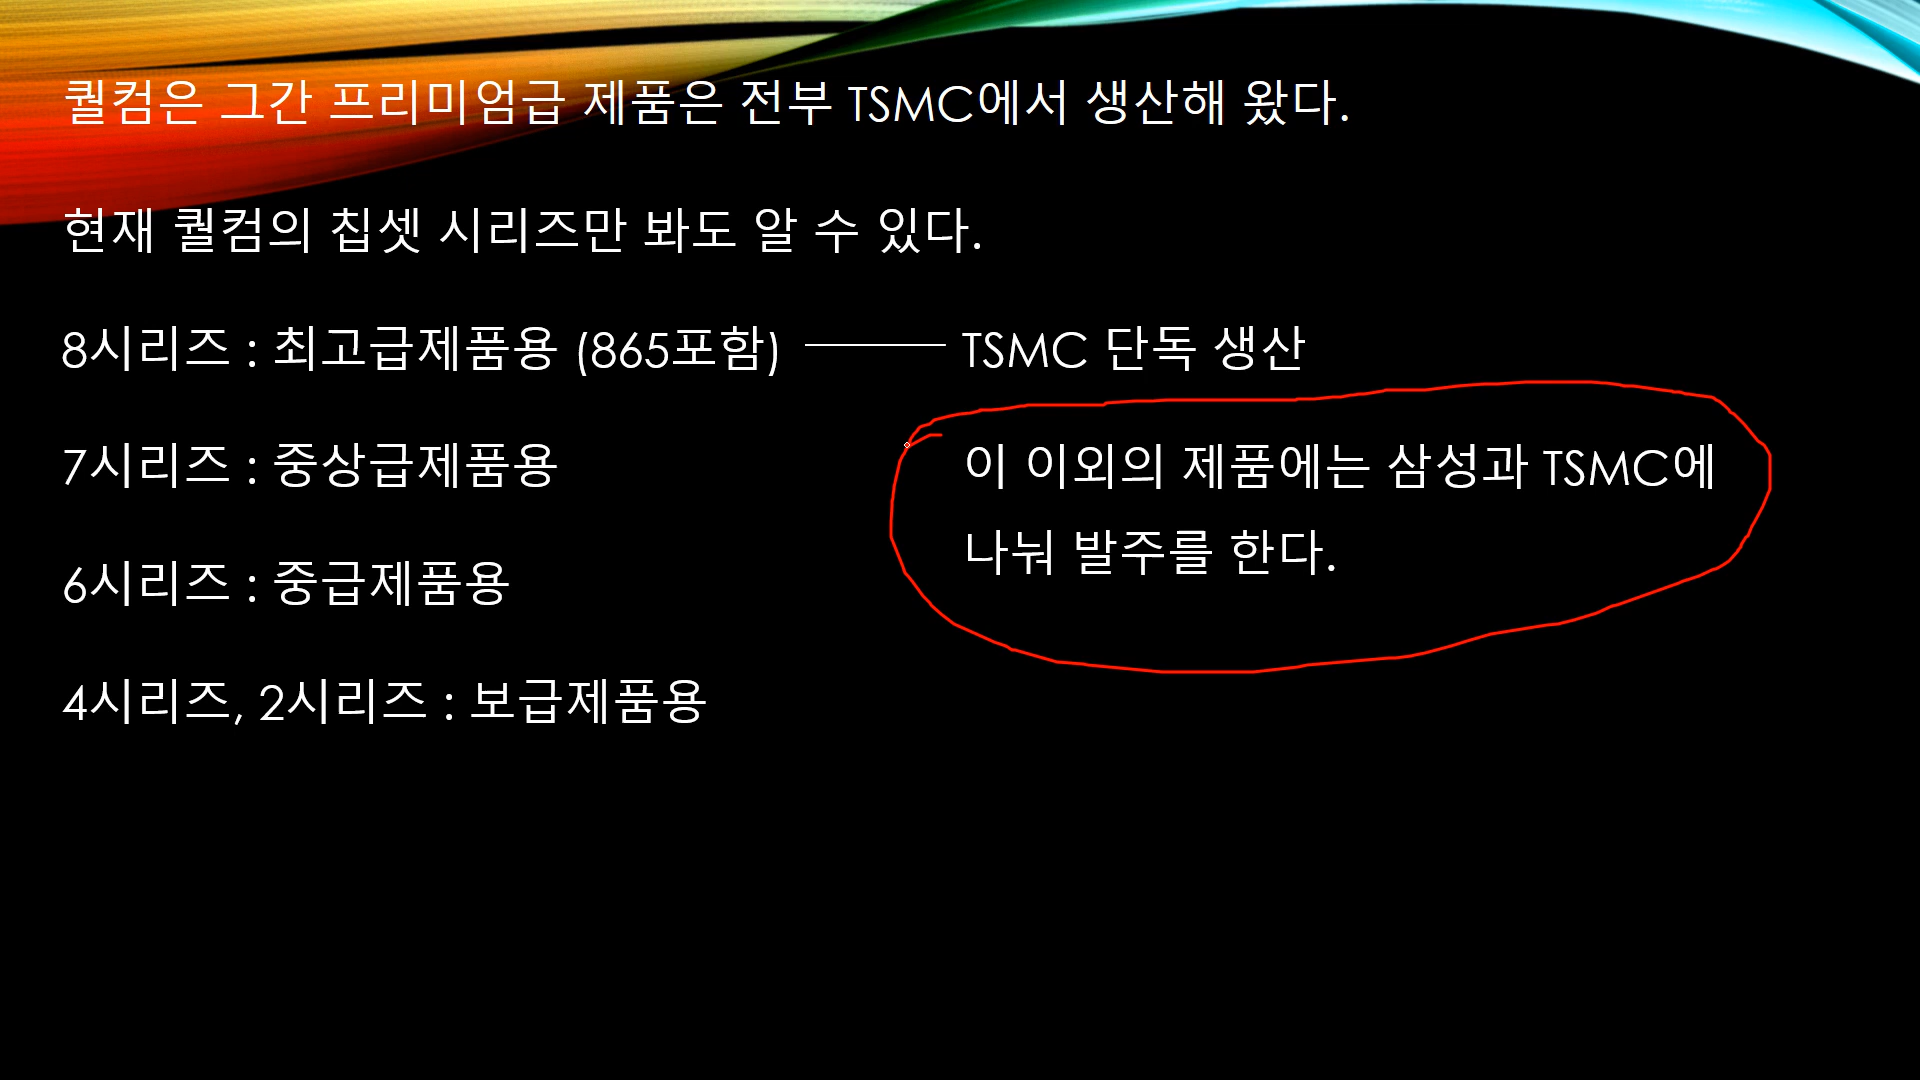 퀄컴은 그간 프리미엄급 제품은 전부 TSMC에서 생산해 왔다.
현재 퀄컴의 칩셋 시리즈만 봐도 알 수 있다.
8시리즈 : 최고급제품용 (865포함) TSMC 단독 생산
7시리즈 : 중상급제품용
이 이외의 제품에는 삼성과 TSMC에
나눠 발주를 한다.
6시리즈 : 중급제품용
4시리즈, 2시리즈 : 보급제품용